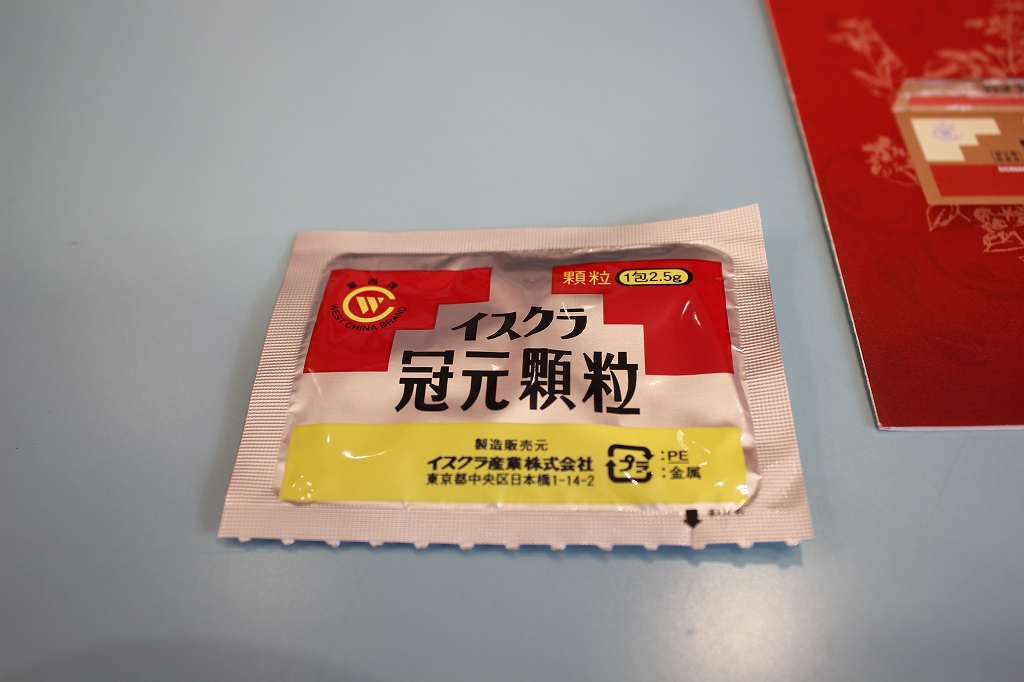 顆粒 1包2.5g
WEST CHINA BRAND
イスクラ
冠元顆粒
製造販売元
イスクラ産業株式会社
東京都中央区日本橋1-14-2
プラ :PE
:金属